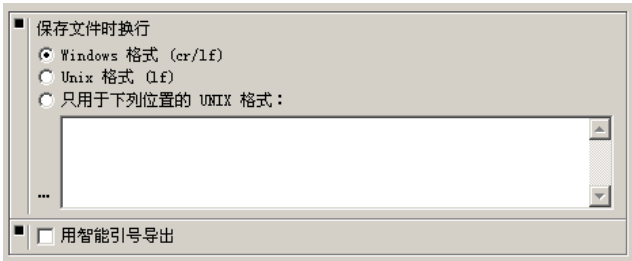 保存文件时换行
Windows 格式 (cr/lf)
Unix 格式 (lf)
只用于下列位置的 UNIX 格式：
...
用智能引号导出